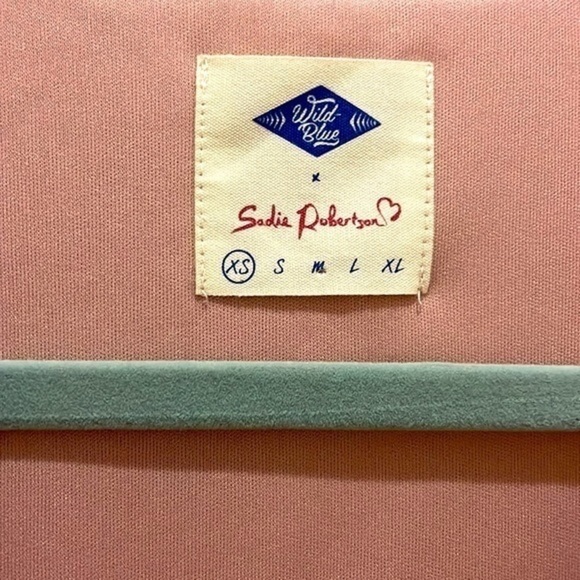 Wild-
Blue
x
Sadie Robertson
XS S M L XL